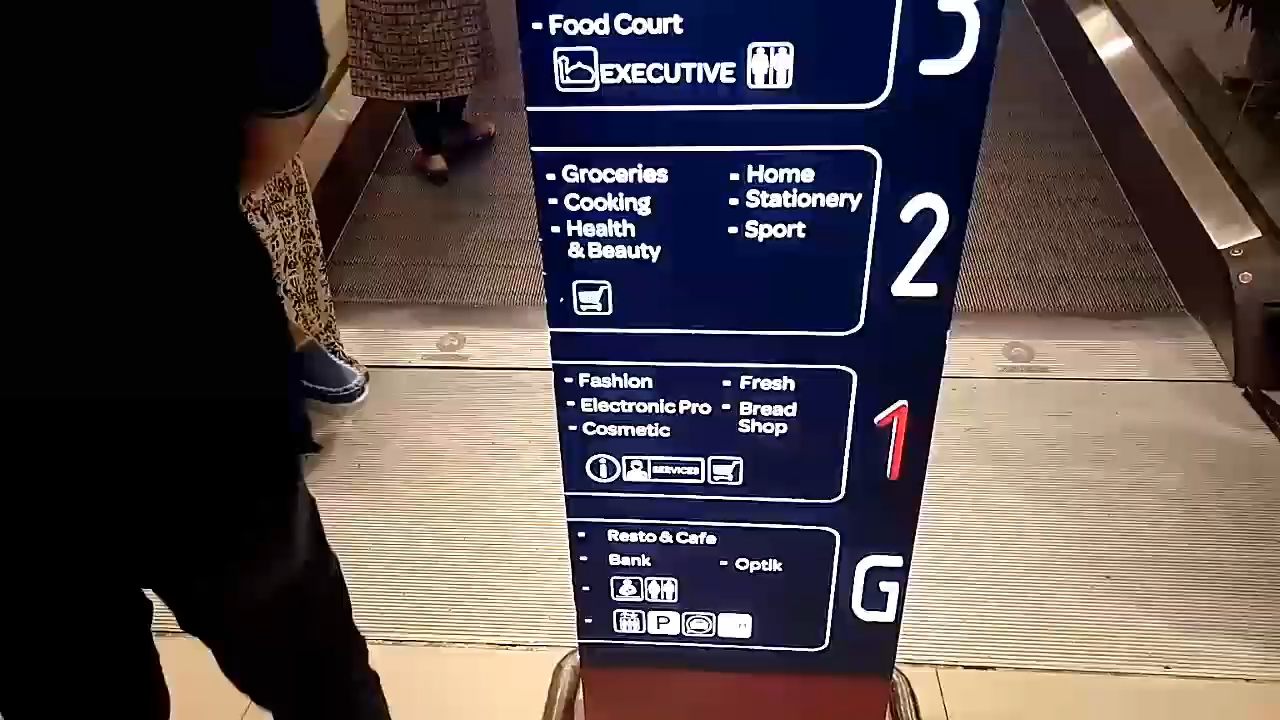 - Food Court
EXECUTIVE
3
- Groceries
- Cooking
- Health
& Beauty
- Home
- Stationery
- Sport
2
- Fashion
- Electronic Pro
- Cosmetic
- Fresh
- Bread
Shop
SERVICES
1
- Resto & Cafe
- Bank
- Optik
P
G